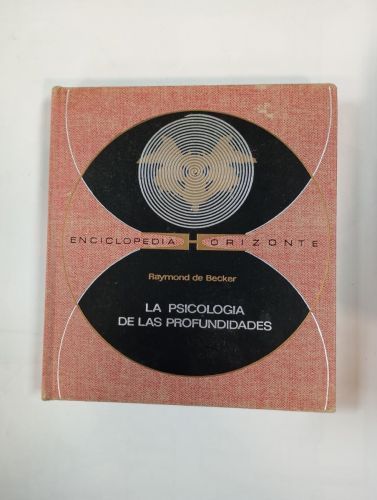 ENCICLOPEDIA HORIZONTE
Raymond de Becker
LA PSICOLOGIA
DE LAS PROFUNDIDADES